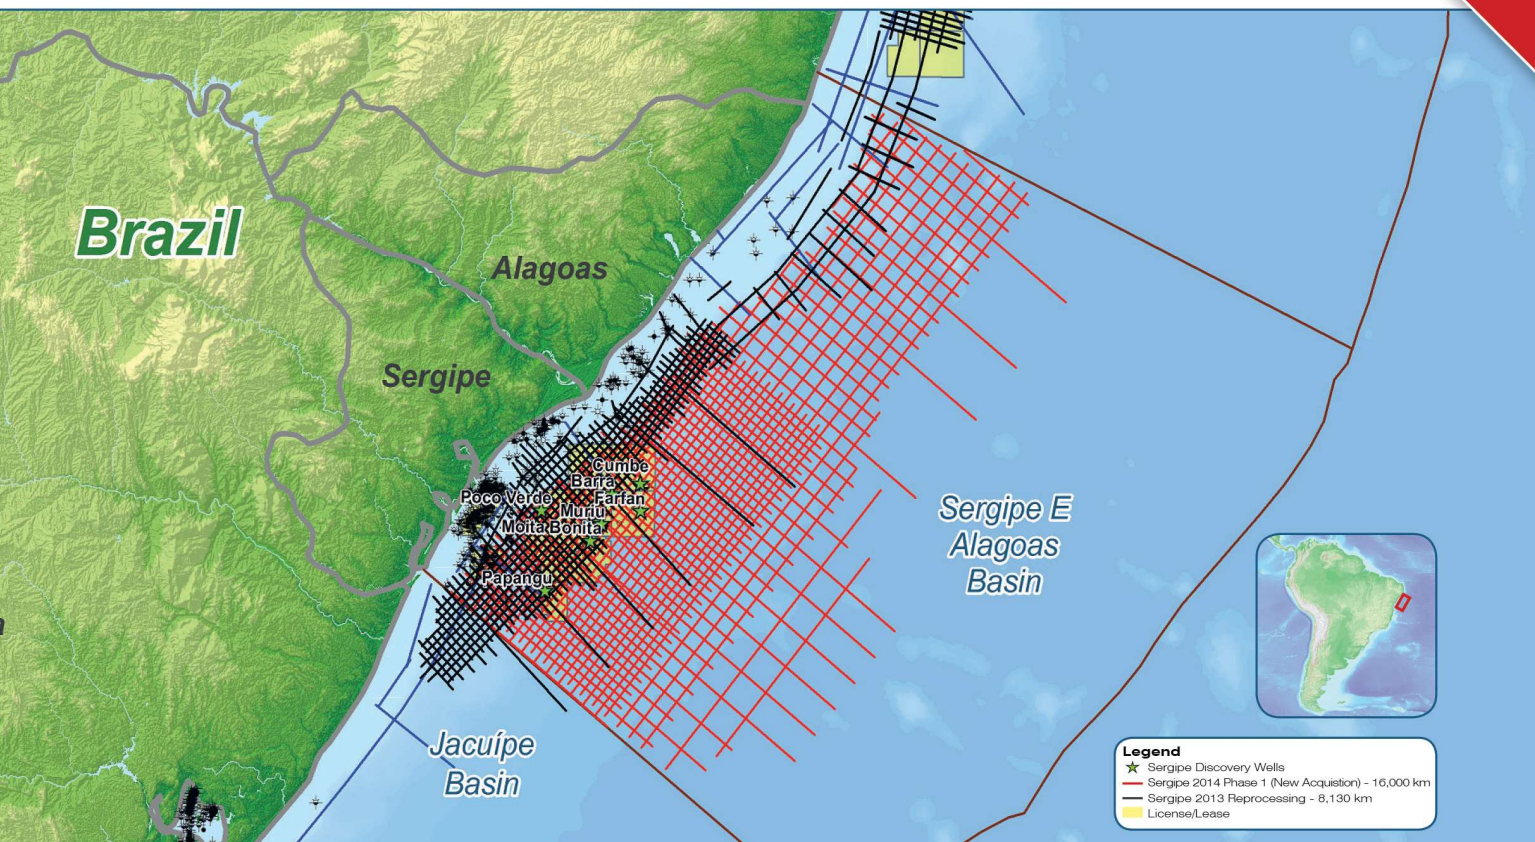 Brazil
Alagoas
Sergipe
Cumbe
Barra
Poco Verde
Farfan
Muriu
Moita Bonita
Papangu
Sergipe E
Alagoas
Basin
Jacuípe
Basin
Legend
Sergipe Discovery Wells
Sergipe 2014 Phase 1 (New Acquistion) - 16,000 km
Sergipe 2013 Reprocessing - 8,130 km
License/Lease